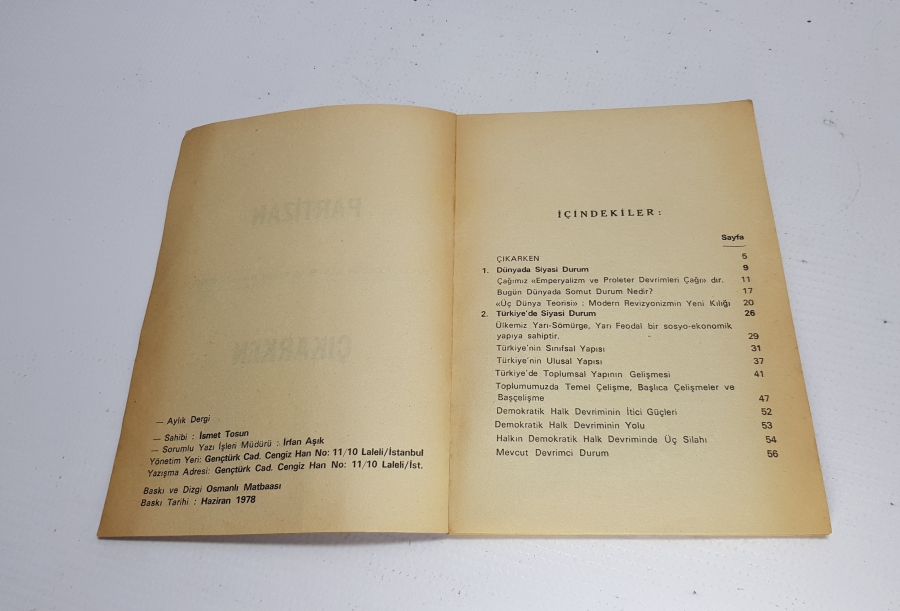 PARTİZAN
— Aylık Dergi
— Sahibi : İsmet Tosun
— Sorumlu Yazı İşleri Müdürü : İrfan Aşık
Yönetim Yeri: Gençtürk Cad. Cengiz Han No: 11/10 Laleli/İstanbul
Yazışma Adresi: Gençtürk Cad. Cengiz Han No: 11/10 Laleli/İst.
Baskı ve Dizgi Osmanlı Matbaası
Baskı Tarihi : Haziran 1978
İÇİNDEKİLER :
Sayfa
ÇIKARKEN 5
1. Dünyada Siyasi Durum 9
Çağımız «Emperyalizm ve Proleter Devrimleri Çağı» dır. 11
Bugün Dünyada Somut Durum Nedir? 17
«Üç Dünya Teorisi» : Modern Revizyonizmin Yeni Kılığı 20
2. Türkiye'de Siyasi Durum 26
Ülkemiz Yarı-Sömürge, Yarı Feodal bir sosyo-ekonomik
yapıya sahiptir. 29
Türkiye'nin Sınıfsal Yapısı 31
Türkiye'nin Ulusal Yapısı 37
Türkiye'de Toplumsal Yapının Gelişmesi 41
Toplumumuzda Temel Çelişme, Başlıca Çelişmeler ve
Başçelişme 47
Demokratik Halk Devriminin İtici Güçleri 52
Demokratik Halk Devriminin Yolu 53
Halkın Demokratik Halk Devriminde Üç Silahı 54
Mevcut Devrimci Durum 56